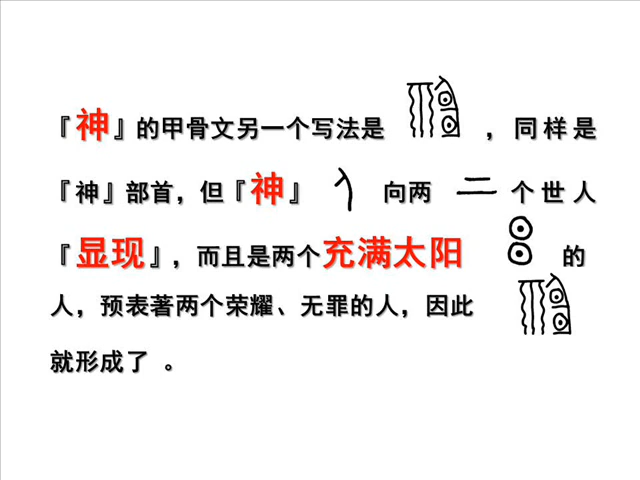 『神』的甲骨文另一个写法是，同样是
『神』部首，但『神』向两个世人
『显现』，而且是两个充满太阳的
人，预表著两个荣耀、无罪的人，因此
就形成了。